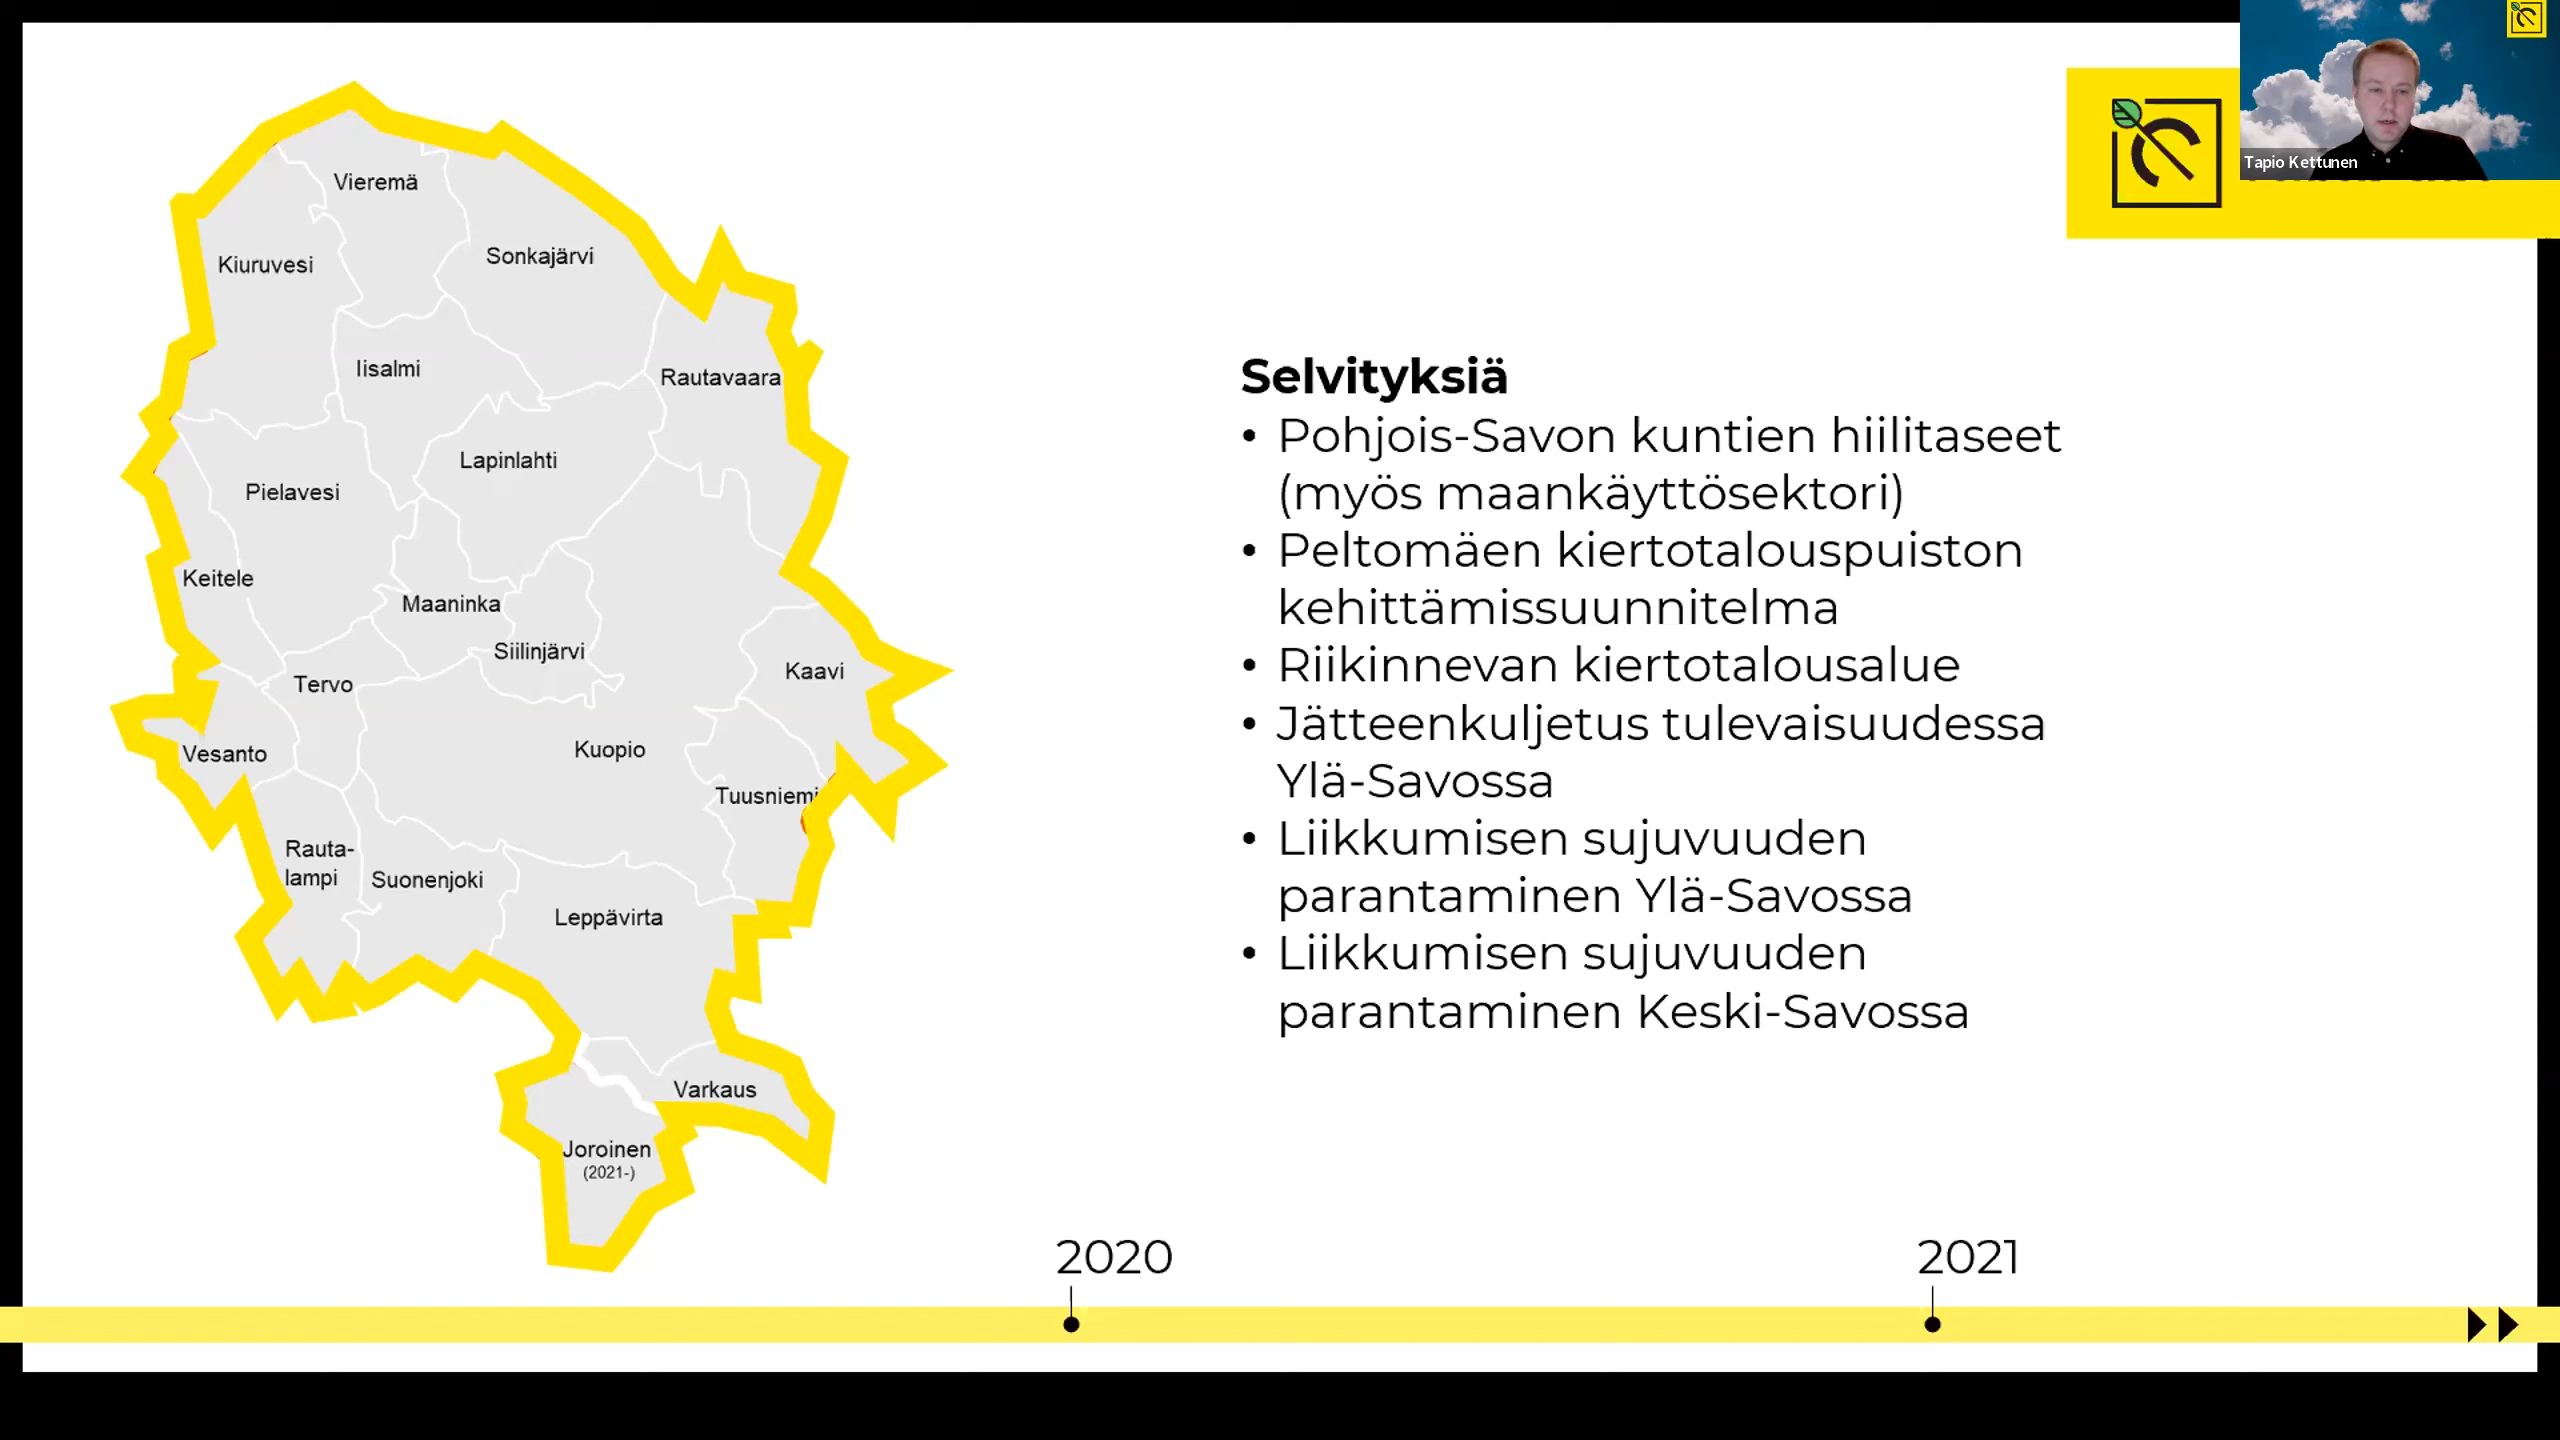 Tapio Kettunen
Vieremä
Kiuruvesi
Sonkajärvi
Iisalmi
Rautavaara
Lapinlahti
Pielavesi
Keitele
Maaninka
Siilinjärvi
Kaavi
Tervo
Vesanto
Kuopio
Tuusniemi
Rauta-
lampi
Suonenjoki
Leppävirta
Varkaus
Joroinen
(2021-)
Selvityksiä
• Pohjois-Savon kuntien hiilitaseet
(myös maankäyttösektori)
• Peltomäen kiertotalouspuiston
kehittämissuunnitelma
• Riikinnevan kiertotalousalue
• Jätteenkuljetus tulevaisuudessa
Ylä-Savossa
• Liikkumisen sujuvuuden
parantaminen Ylä-Savossa
• Liikkumisen sujuvuuden
parantaminen Keski-Savossa
2020
2021